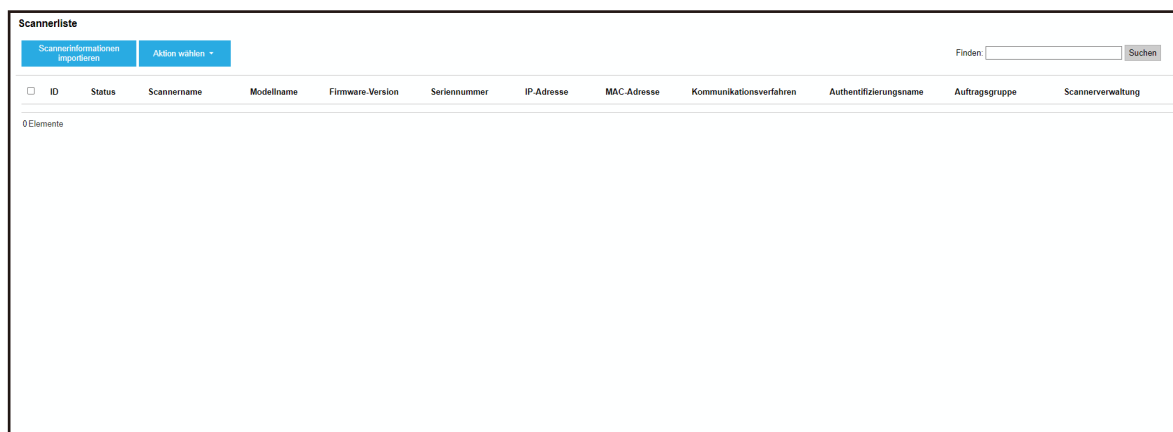 Scannerliste
Scannerinformationen
importieren
Aktion wählen
Finden:
Suchen
ID Status Scannername Modellname Firmware-Version Seriennummer IP-Adresse MAC-Adresse Kommunikationsverfahren Authentifizierungsname Auftragsgruppe Scannerverwaltung
0 Elemente